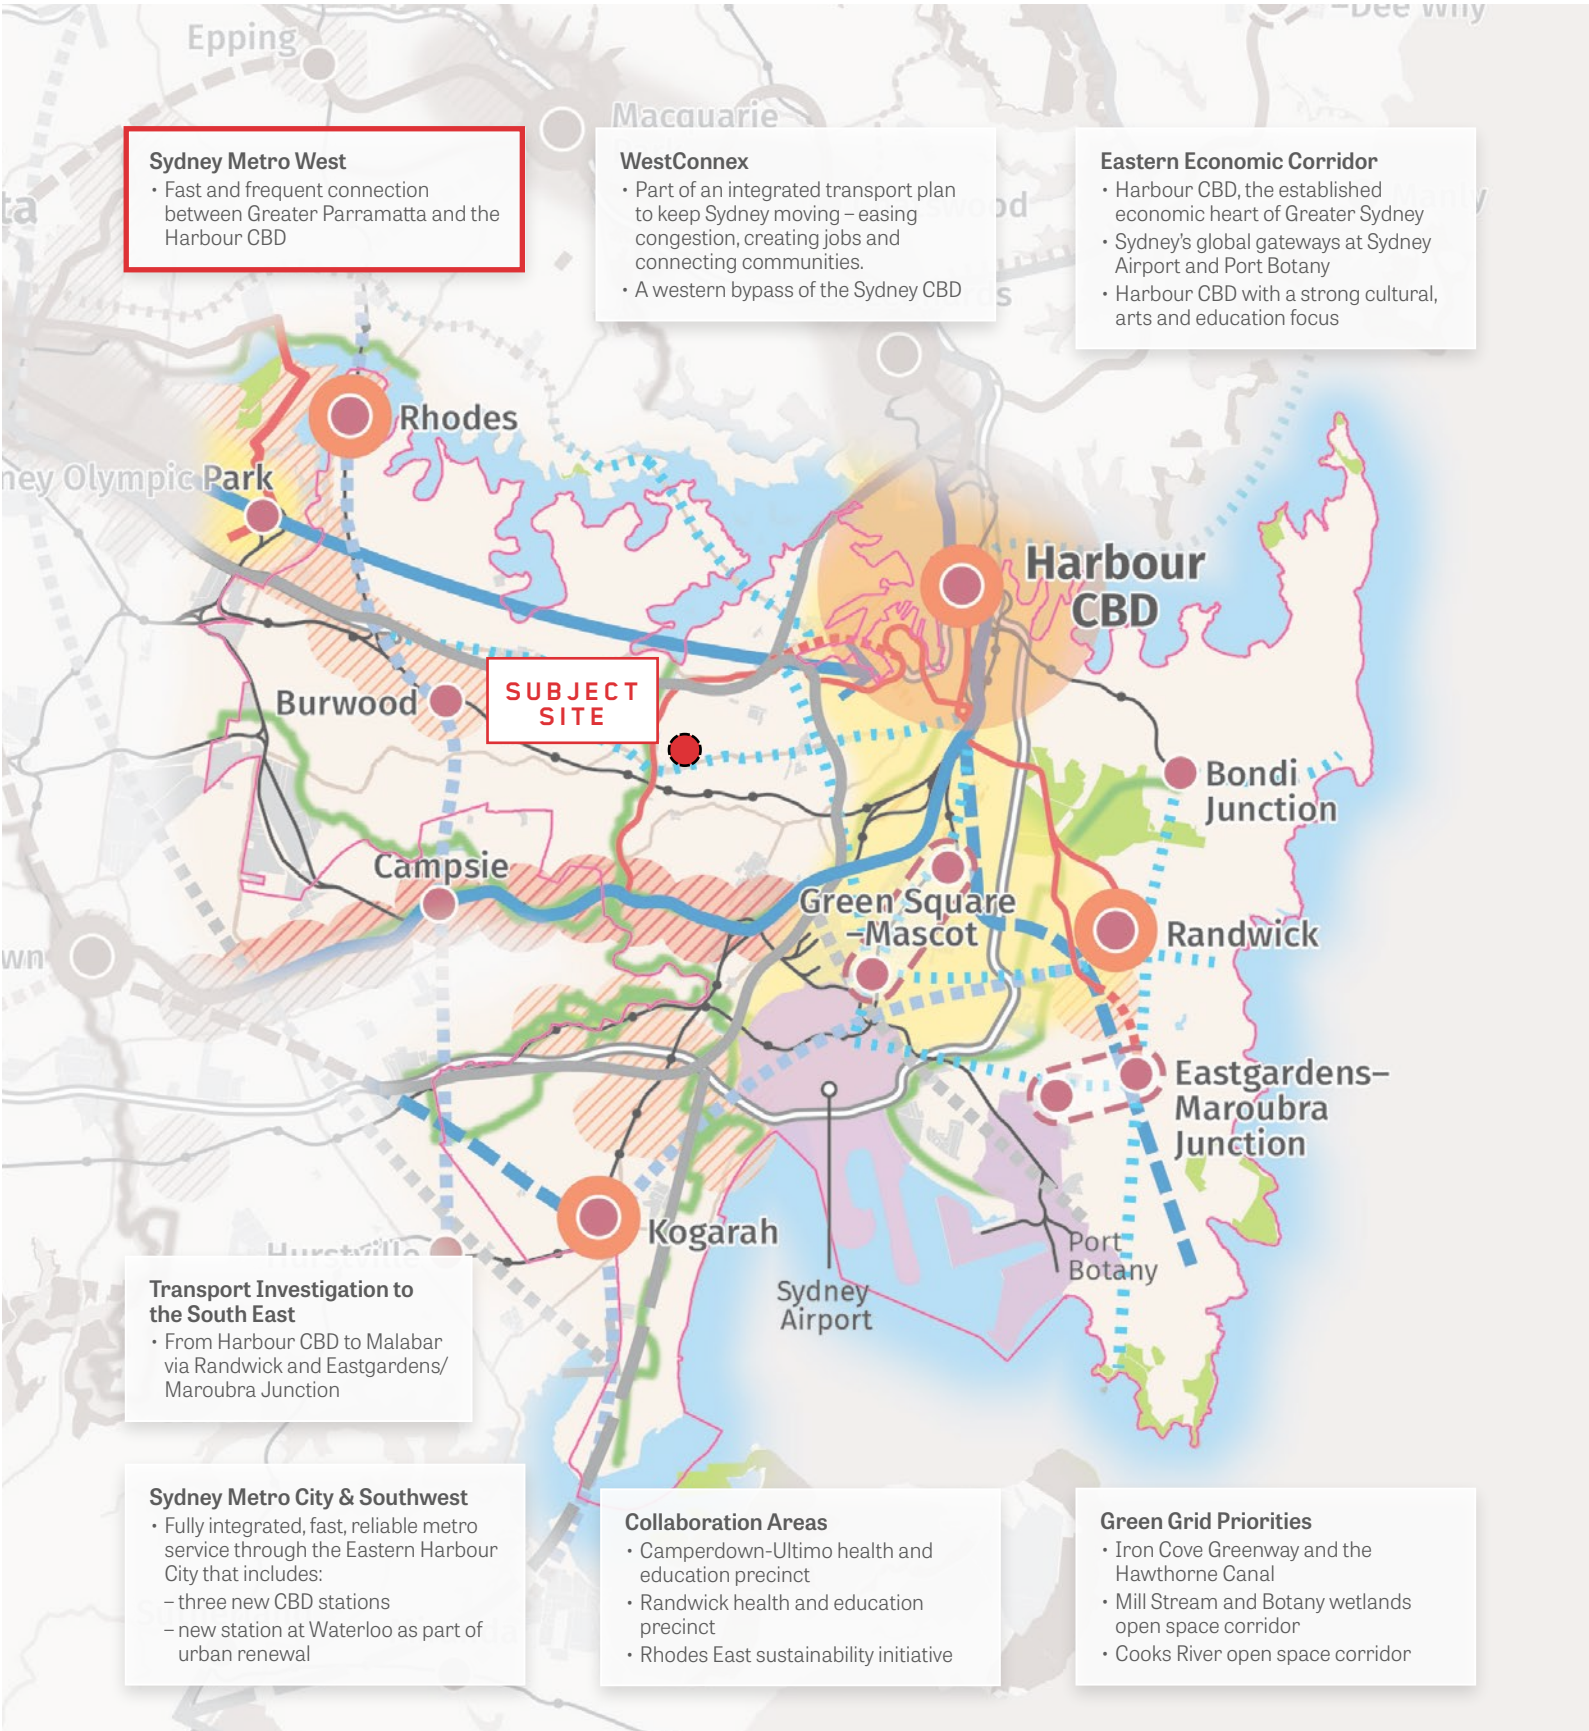 –Dee Why
Epping
Macquarie
Sydney Metro West
• Fast and frequent connection
between Greater Parramatta and the
Harbour CBD
WestConnex
• Part of an integrated transport plan
to keep Sydney moving – easing
congestion, creating jobs and
connecting communities.
• A western bypass of the Sydney CBD
Eastern Economic Corridor
• Harbour CBD, the established
economic heart of Greater Sydney
• Sydney's global gateways at Sydney
Airport and Port Botany
• Harbour CBD with a strong cultural,
arts and education focus
Manly
Rhodes
Olympic Park
Harbour
CBD
Burwood
SUBJECT
SITE
Bondi
Junction
Campsie
Green Square
–Mascot
Randwick
Eastgardens–
Maroubra
Junction
Kogarah
Hurstville
Port
Botany
Sydney
Airport
Transport Investigation to
the South East
• From Harbour CBD to Malabar
via Randwick and Eastgardens/
Maroubra Junction
Sydney Metro City & Southwest
• Fully integrated, fast, reliable metro
service through the Eastern Harbour
City that includes:
– three new CBD stations
– new station at Waterloo as part of
urban renewal
Collaboration Areas
• Camperdown-Ultimo health and
education precinct
• Randwick health and education
precinct
• Rhodes East sustainability initiative
Green Grid Priorities
• Iron Cove Greenway and the
Hawthorne Canal
• Mill Stream and Botany wetlands
open space corridor
• Cooks River open space corridor